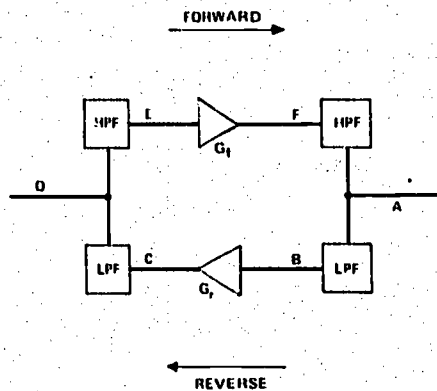 FORWARD
HPF E F HPF
Gf
D A
LPF C B LPF
Gr
REVERSE